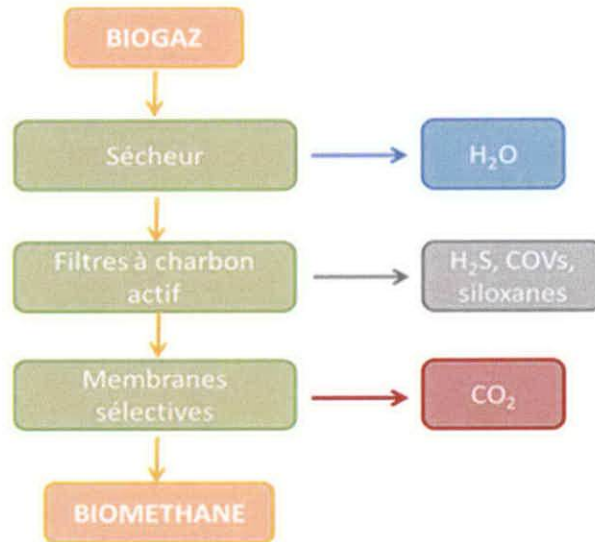 BIOGAZ
Sécheur
H₂O
Filtres à charbon
actif
H₂S, COVs,
siloxanes
Membranes
sélectives
CO₂
BIOMETHANE